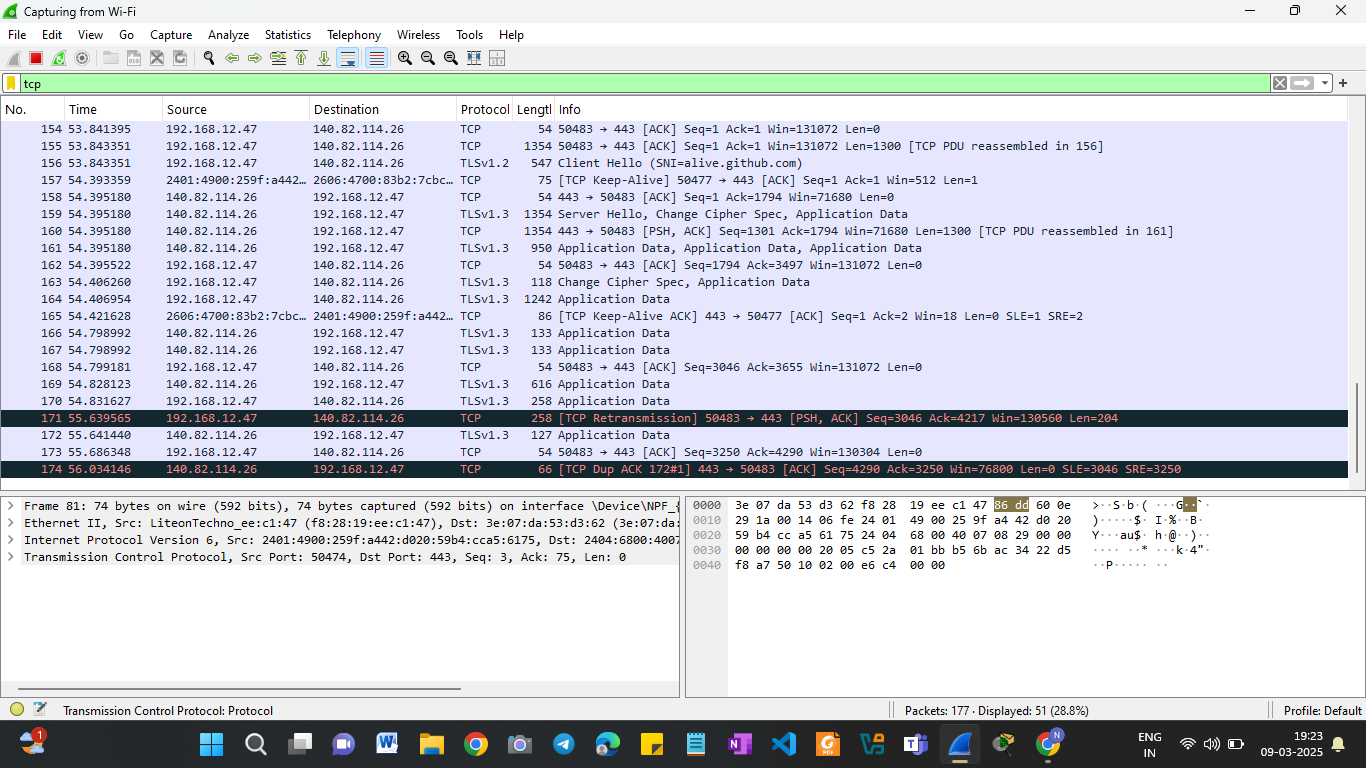 Capturing from Wi-Fi
File Edit View Go Capture Analyze Statistics Telephony Wireless Tools Help
tcp
No. Time Source Destination Protocol Lengtl Info
154 53.841395 192.168.12.47 140.82.114.26 TCP 54 50483 → 443 [ACK] Seq=1 Ack=1 Win=131072 Len=0
155 53.843351 192.168.12.47 140.82.114.26 TCP 1354 50483 → 443 [ACK] Seq=1 Ack=1 Win=131072 Len=1300 [TCP PDU reassembled in 156]
156 53.843351 192.168.12.47 140.82.114.26 TLSv1.2 547 Client Hello (SNI=alive.github.com)
157 54.393359 2401:4900:259f:a442… 2606:4700:83b2:7cbc… TCP 75 [TCP Keep-Alive] 50477 → 443 [ACK] Seq=1 Ack=1 Win=512 Len=1
158 54.395180 140.82.114.26 192.168.12.47 TCP 54 443 → 50483 [ACK] Seq=1 Ack=1794 Win=71680 Len=0
159 54.395180 140.82.114.26 192.168.12.47 TLSv1.3 1354 Server Hello, Change Cipher Spec, Application Data
160 54.395180 140.82.114.26 192.168.12.47 TCP 1354 443 → 50483 [PSH, ACK] Seq=1301 Ack=1794 Win=71680 Len=1300 [TCP PDU reassembled in 161]
161 54.395180 140.82.114.26 192.168.12.47 TLSv1.3 950 Application Data, Application Data, Application Data
162 54.395522 192.168.12.47 140.82.114.26 TCP 54 50483 → 443 [ACK] Seq=1794 Ack=3497 Win=131072 Len=0
163 54.406260 192.168.12.47 140.82.114.26 TLSv1.3 118 Change Cipher Spec, Application Data
164 54.406954 192.168.12.47 140.82.114.26 TLSv1.3 1242 Application Data
165 54.421628 2606:4700:83b2:7cbc… 2401:4900:259f:a442… TCP 86 [TCP Keep-Alive ACK] 443 → 50477 [ACK] Seq=1 Ack=2 Win=18 Len=0 SLE=1 SRE=2
166 54.798992 140.82.114.26 192.168.12.47 TLSv1.3 133 Application Data
167 54.798992 140.82.114.26 192.168.12.47 TLSv1.3 133 Application Data
168 54.799181 192.168.12.47 140.82.114.26 TCP 54 50483 → 443 [ACK] Seq=3046 Ack=3655 Win=131072 Len=0
169 54.828123 140.82.114.26 192.168.12.47 TLSv1.3 616 Application Data
170 54.831627 192.168.12.47 140.82.114.26 TLSv1.3 258 Application Data
171 55.639565 192.168.12.47 140.82.114.26 TCP 258 [TCP Retransmission] 50483 → 443 [PSH, ACK] Seq=3046 Ack=4217 Win=130560 Len=204
172 55.641440 140.82.114.26 192.168.12.47 TLSv1.3 127 Application Data
173 55.686348 192.168.12.47 140.82.114.26 TCP 54 50483 → 443 [ACK] Seq=3250 Ack=4290 Win=130304 Len=0
174 56.034146 140.82.114.26 192.168.12.47 TCP 66 [TCP Dup ACK 172#1] 443 → 50483 [ACK] Seq=4290 Ack=3250 Win=76800 Len=0 SLE=3046 SRE=3250
Frame 81: 74 bytes on wire (592 bits), 74 bytes captured (592 bits) on interface \Device\NPF_{
Ethernet II, Src: LiteonTechno_ee:c1:47 (f8:28:19:ee:c1:47), Dst: 3e:07:da:53:d3:62 (3e:07:da:
Internet Protocol Version 6, Src: 2401:4900:259f:a442:d020:59b4:cca5:6175, Dst: 2404:6800:4007
Transmission Control Protocol, Src Port: 50474, Dst Port: 443, Seq: 3, Ack: 75, Len: 0
0000 3e 07 da 53 d3 62 f8 28 19 ee c1 47 86 dd 60 0e >··S·b·( ···G··`·
0010 29 1a 00 14 06 fe 24 01 49 00 25 9f a4 42 d0 20 )·····$· I·%··B·
0020 59 b4 cc a5 61 75 24 04 68 00 40 07 08 29 00 00 Y···au$· h·@··)··
0030 00 00 00 00 20 05 c5 2a 01 bb b5 6b ac 34 22 d5 ···· ··* ···k·4"·
0040 f8 a7 50 10 02 00 e6 c4 00 00 ··P····· ··
Transmission Control Protocol: Protocol
Packets: 177 · Displayed: 51 (28.8%)
Profile: Default
1
N
ENG
IN
19:23
09-03-2025